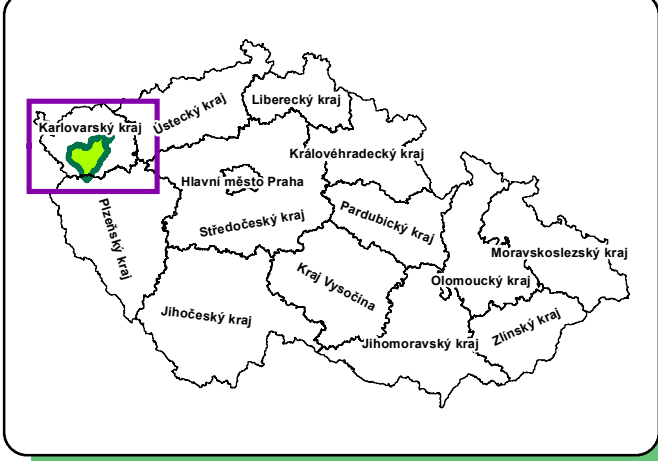 Liberecký kraj
Ústecký kraj
Karlovarský kraj
Královéhradecký kraj
Hlavní město Praha
Středočeský kraj
Pardubický kraj
Plzeňský kraj
Moravskoslezský kraj
Olomoucký kraj
Kraj Vysočina
Jihočeský kraj
Zlínský kraj
Jihomoravský kraj